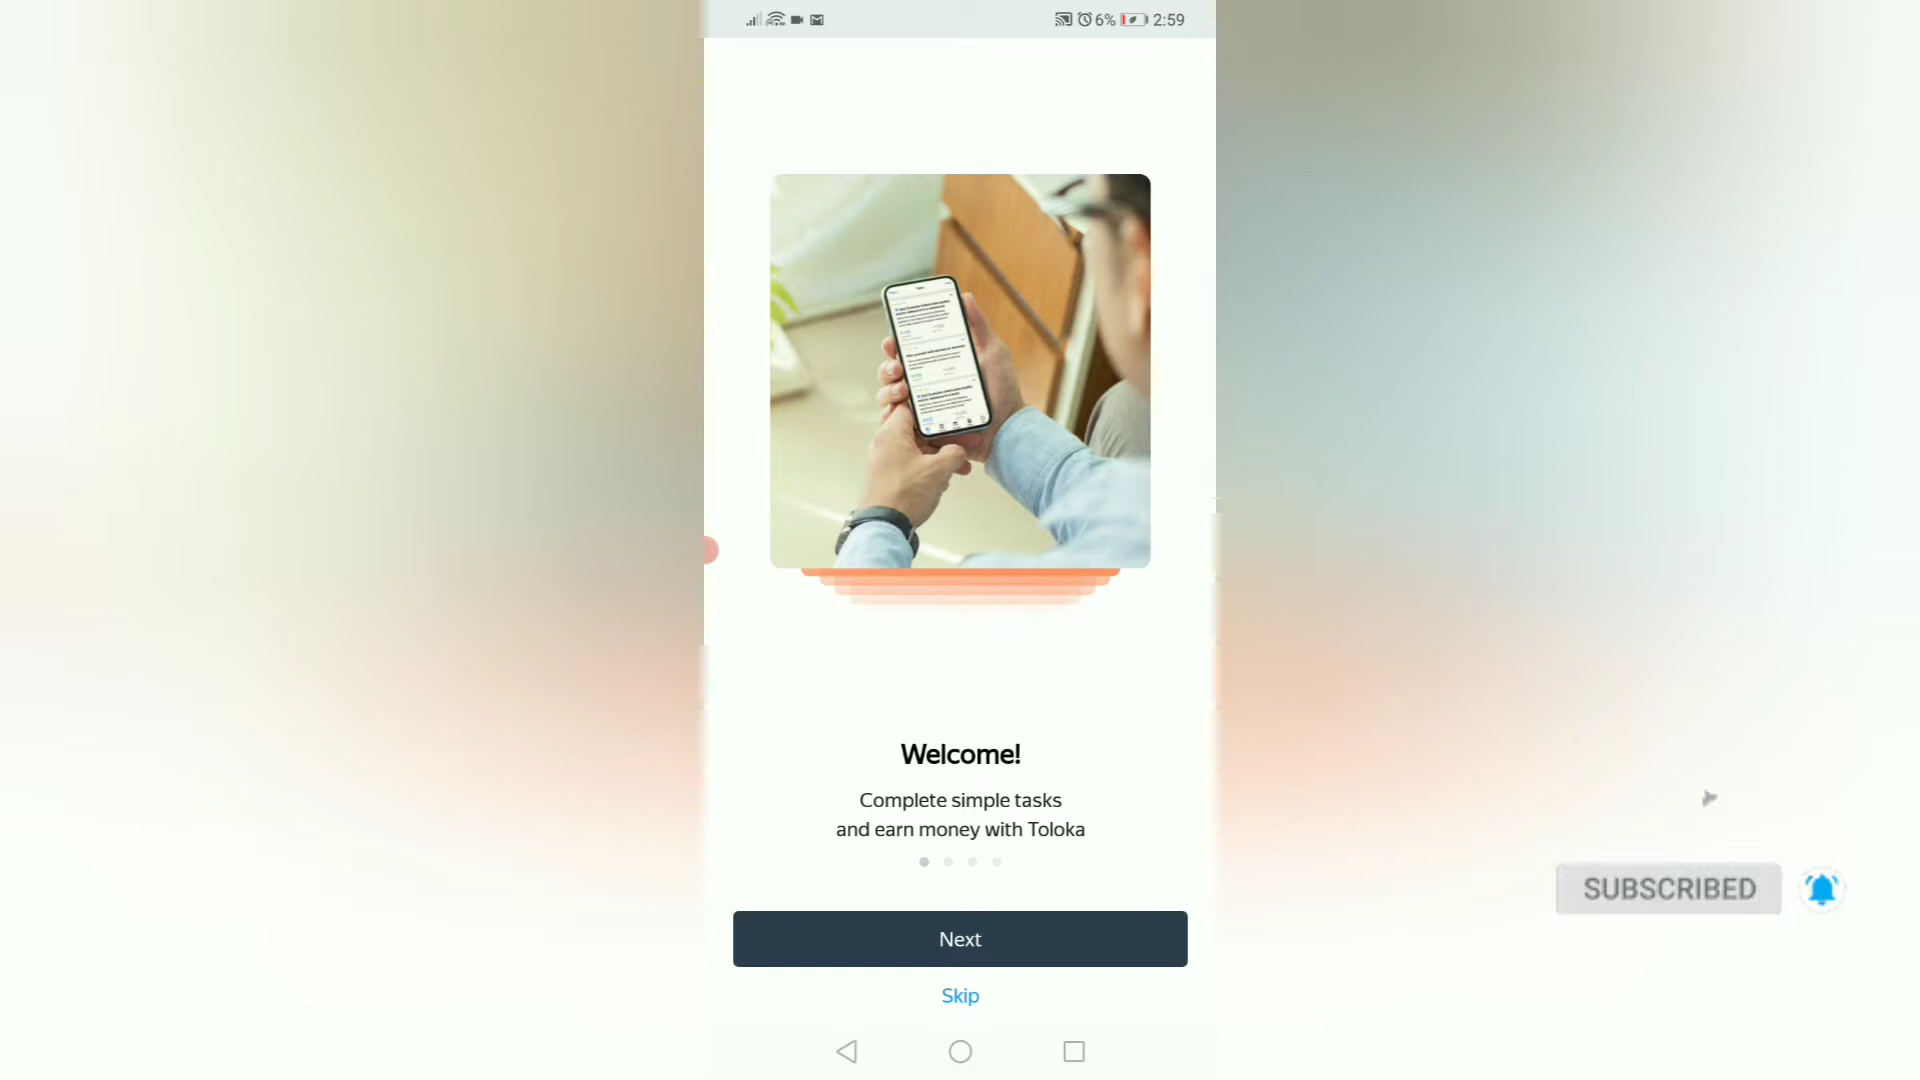 6%
2:59
Welcome!
Complete simple tasks
and earn money with Toloka
SUBSCRIBED
Next
Skip